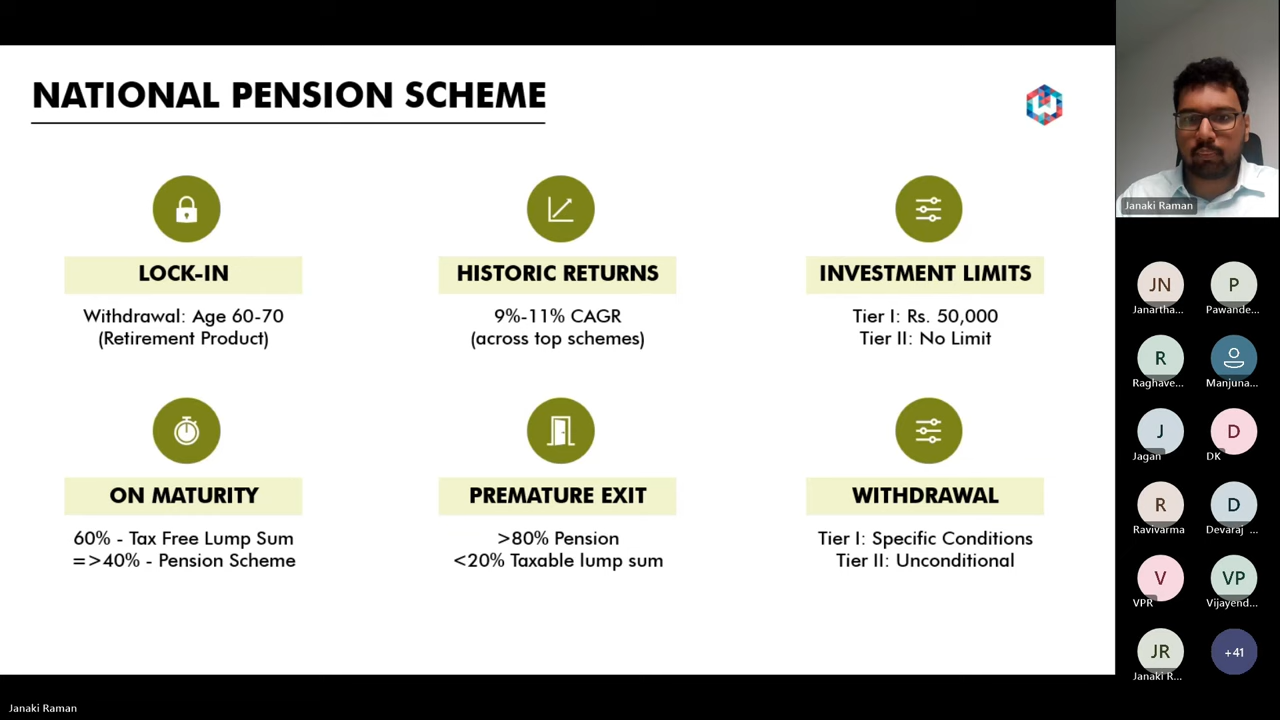 NATIONAL PENSION SCHEME
LOCK-IN
Withdrawal: Age 60-70
(Retirement Product)
HISTORIC RETURNS
9%-11% CAGR
(across top schemes)
INVESTMENT LIMITS
Tier I: Rs. 50,000
Tier II: No Limit
ON MATURITY
60% - Tax Free Lump Sum
=>40% - Pension Scheme
PREMATURE EXIT
>80% Pension
<20% Taxable lump sum
WITHDRAWAL
Tier I: Specific Conditions
Tier II: Unconditional
Janaki Raman
JN
Janartha...
P
Pawande...
R
Raghave...
Manjuna...
J
Jagan
D
DK
R
Ravivarma
D
Devaraj ...
V
VPR
VP
Vijayend...
JR
Janaki R...
+41
Janaki Raman